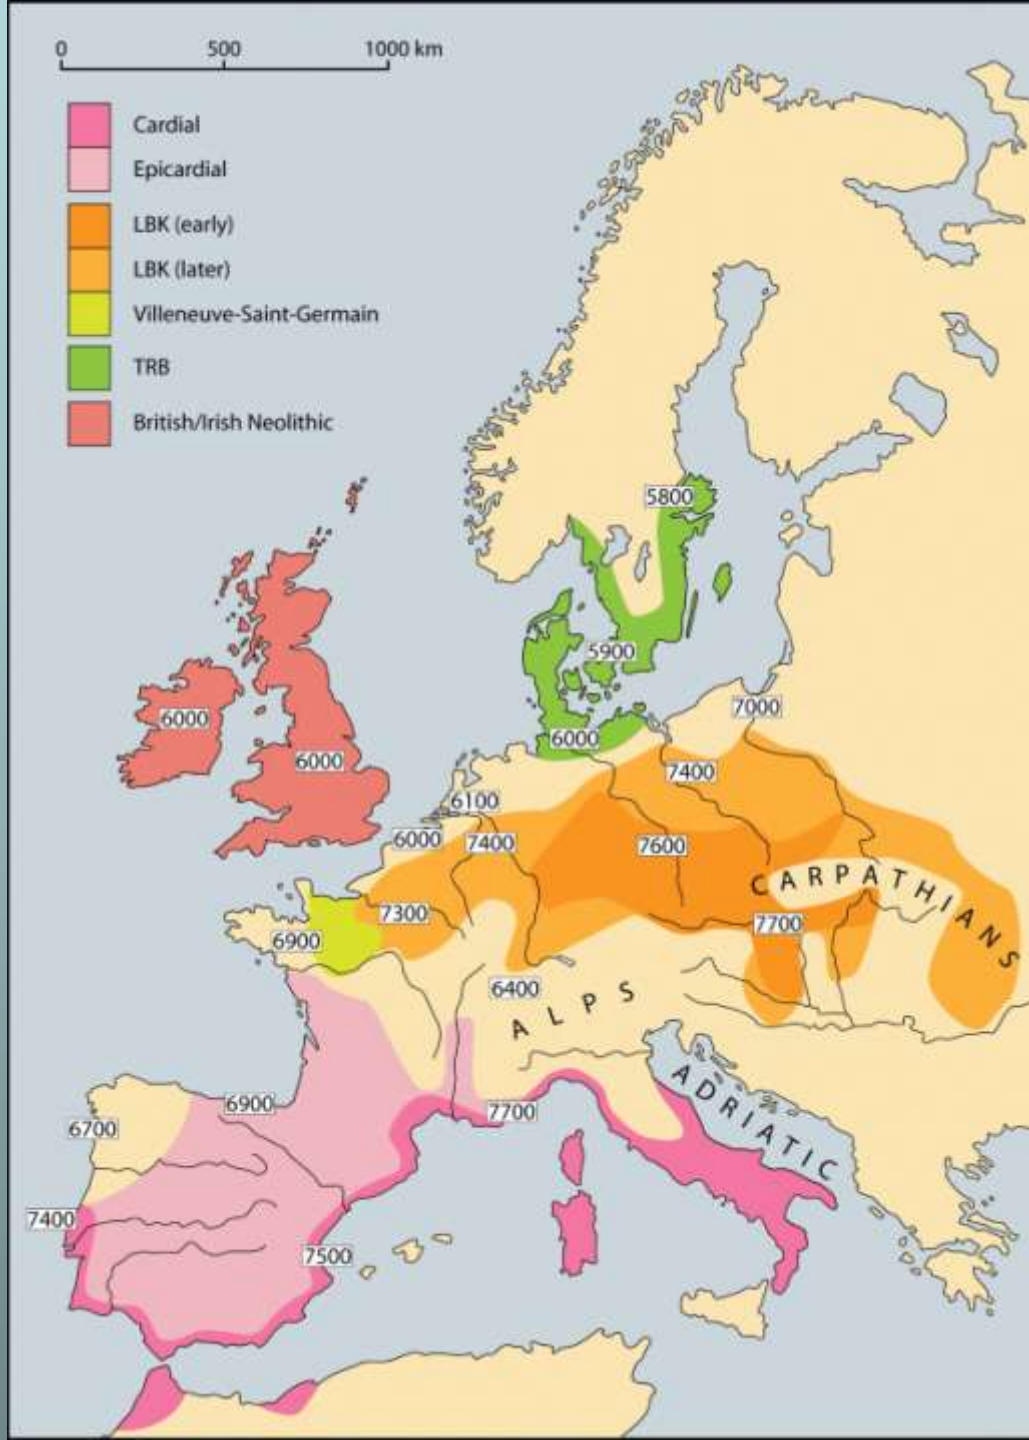 0 500 1000 km
Cardial
Epicardial
LBK (early)
LBK (later)
Villeneuve-Saint-Germain
TRB
British/Irish Neolithic
5800
5900
6000
7000
6000
6000
7400
6100
6000
7400
7600
CARPATHIANS
7300
7700
6900
6400
ALPS
ADRIATIC
6900
7700
6700
7400
7500